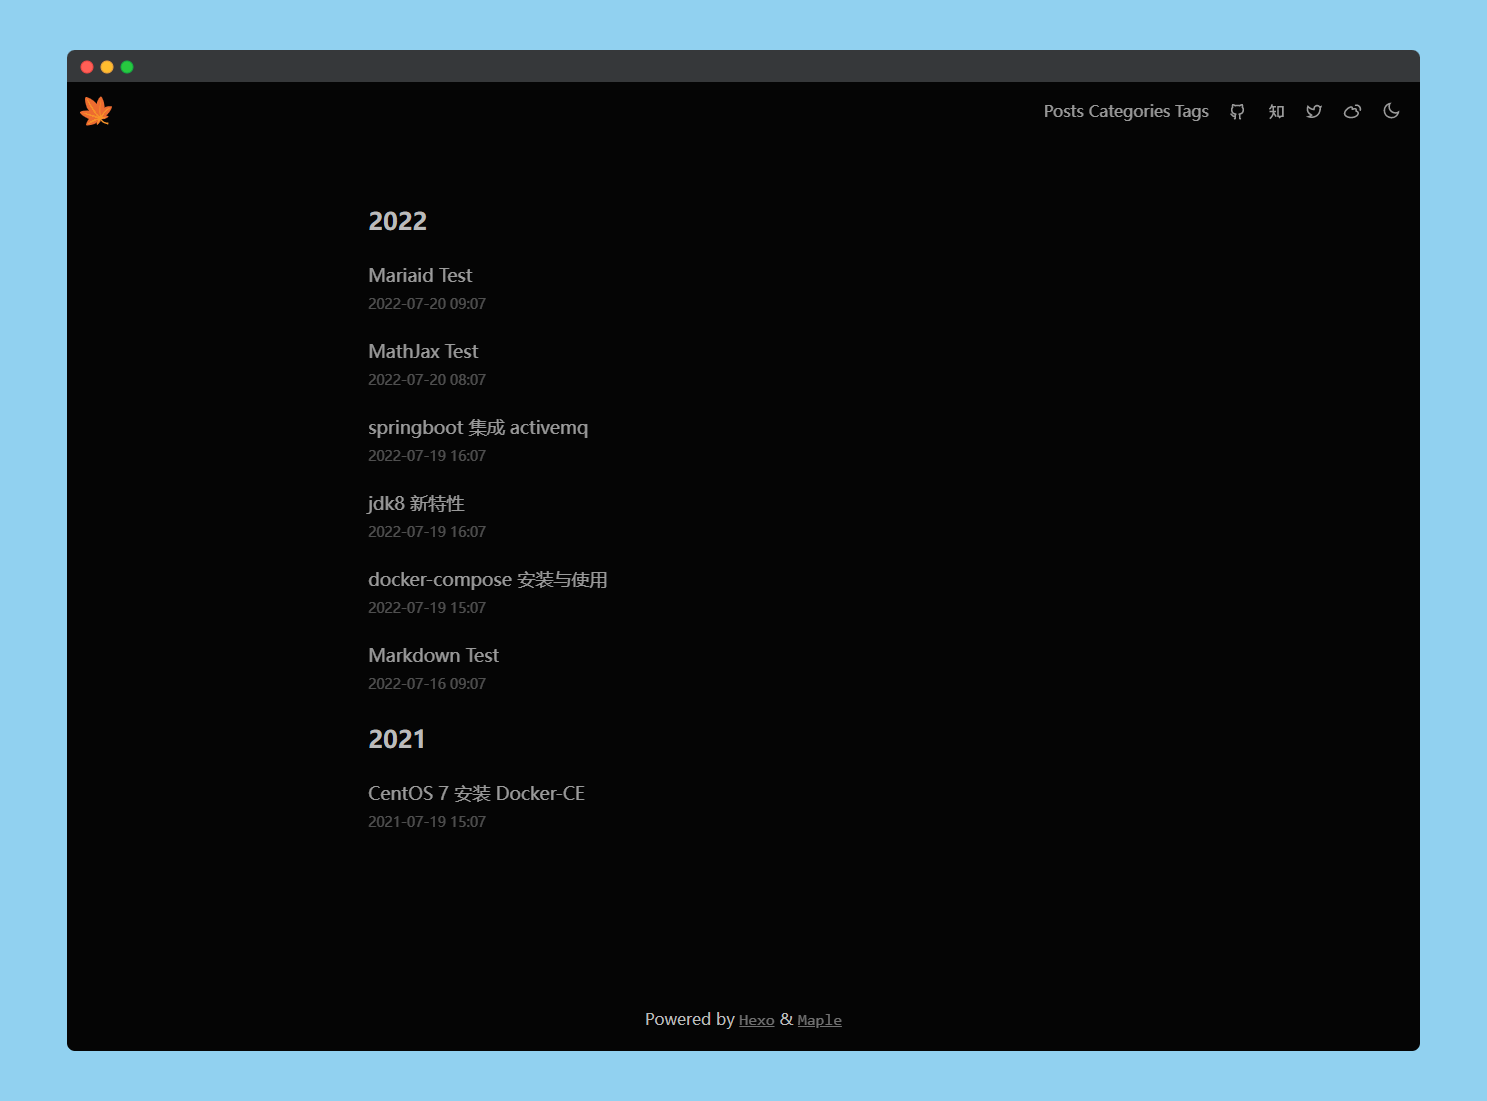 Posts Categories Tags 知
2022
Mariaid Test
2022-07-20 09:07
MathJax Test
2022-07-20 08:07
springboot 集成 activemq
2022-07-19 16:07
jdk8 新特性
2022-07-19 16:07
docker-compose 安装与使用
2022-07-19 15:07
Markdown Test
2022-07-16 09:07
2021
CentOS 7 安装 Docker-CE
2021-07-19 15:07
Powered by Hexo & Maple